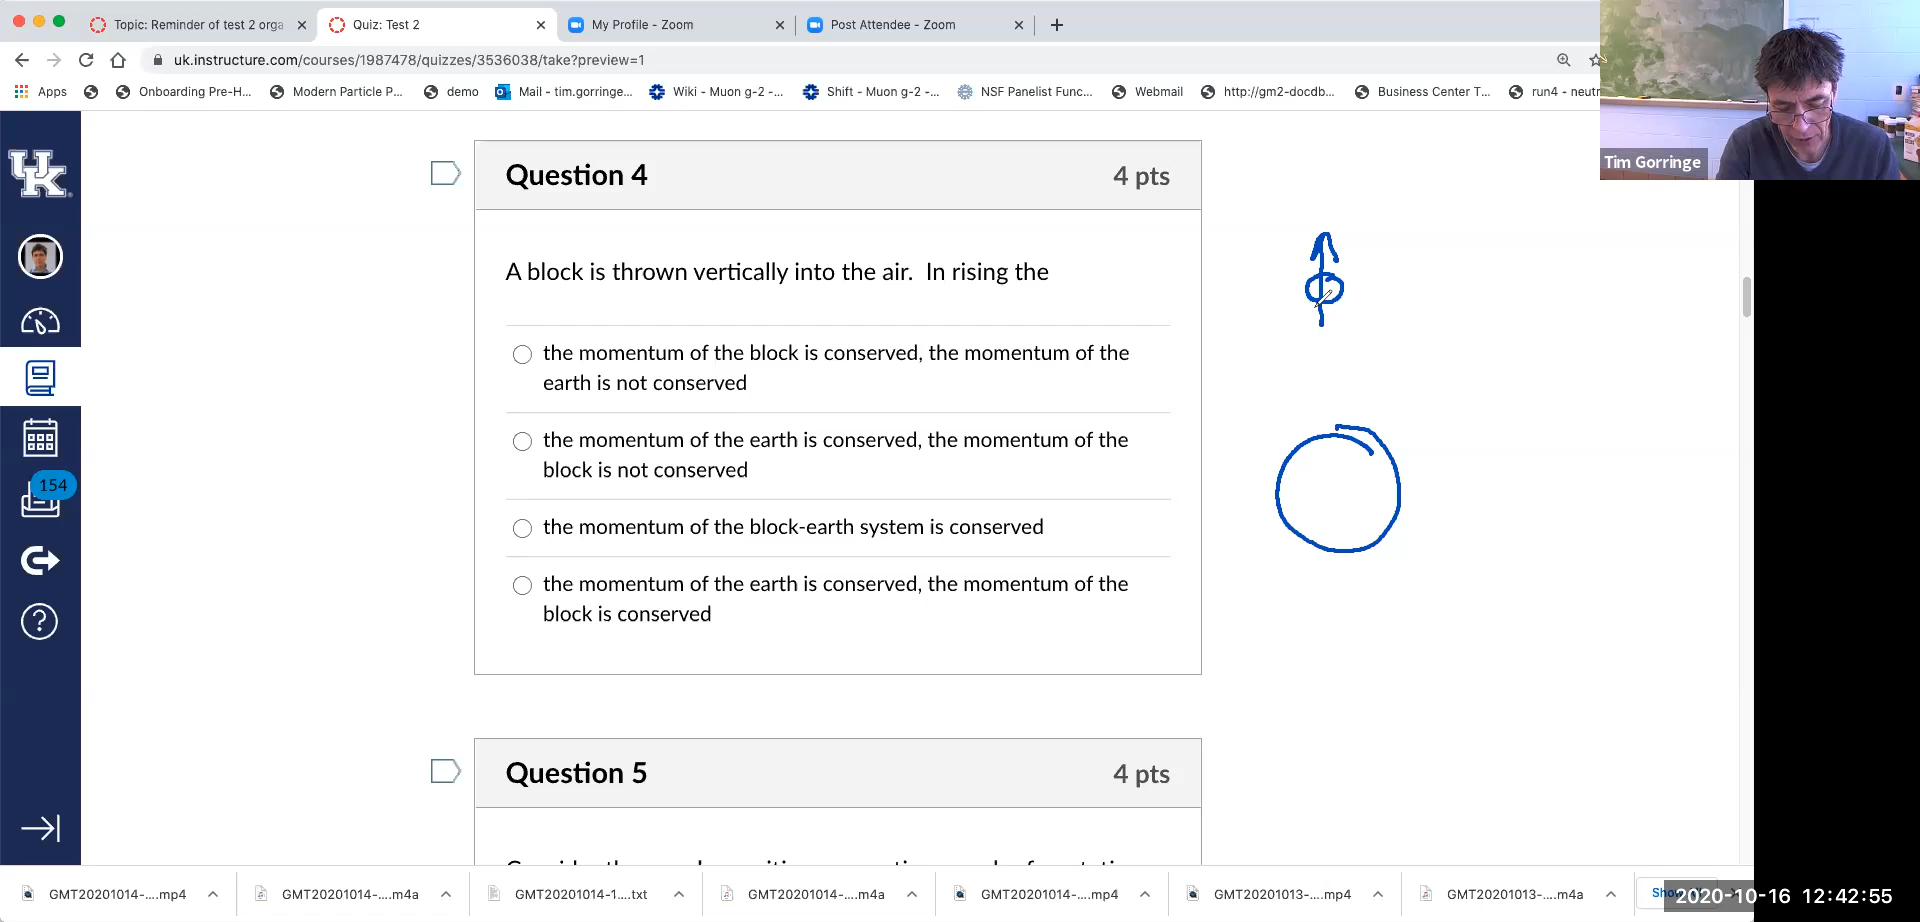 Topic: Reminder of test 2 orga
Quiz: Test 2
My Profile - Zoom
Post Attendee - Zoom
uk.instructure.com/courses/1987478/quizzes/3536038/take?preview=1
Apps
Onboarding Pre-H...
Modern Particle P...
demo
Mail - tim.gorringe...
Wiki - Muon g-2 -...
Shift - Muon g-2 -...
NSF Panelist Func...
Webmail
http://gm2-docdb...
Business Center T...
run4 - neutr
Tim Gorringe
UK
154
Question 4
4 pts
A block is thrown vertically into the air.  In rising the
the momentum of the block is conserved, the momentum of the
earth is not conserved
the momentum of the earth is conserved, the momentum of the
block is not conserved
the momentum of the block-earth system is conserved
the momentum of the earth is conserved, the momentum of the
block is conserved
Question 5
4 pts
GMT20201014-....mp4
GMT20201014-....m4a
GMT20201014-1....txt
GMT20201014-....m4a
GMT20201014-....mp4
GMT20201013-....mp4
GMT20201013-....m4a
2020-10-16 12:42:55